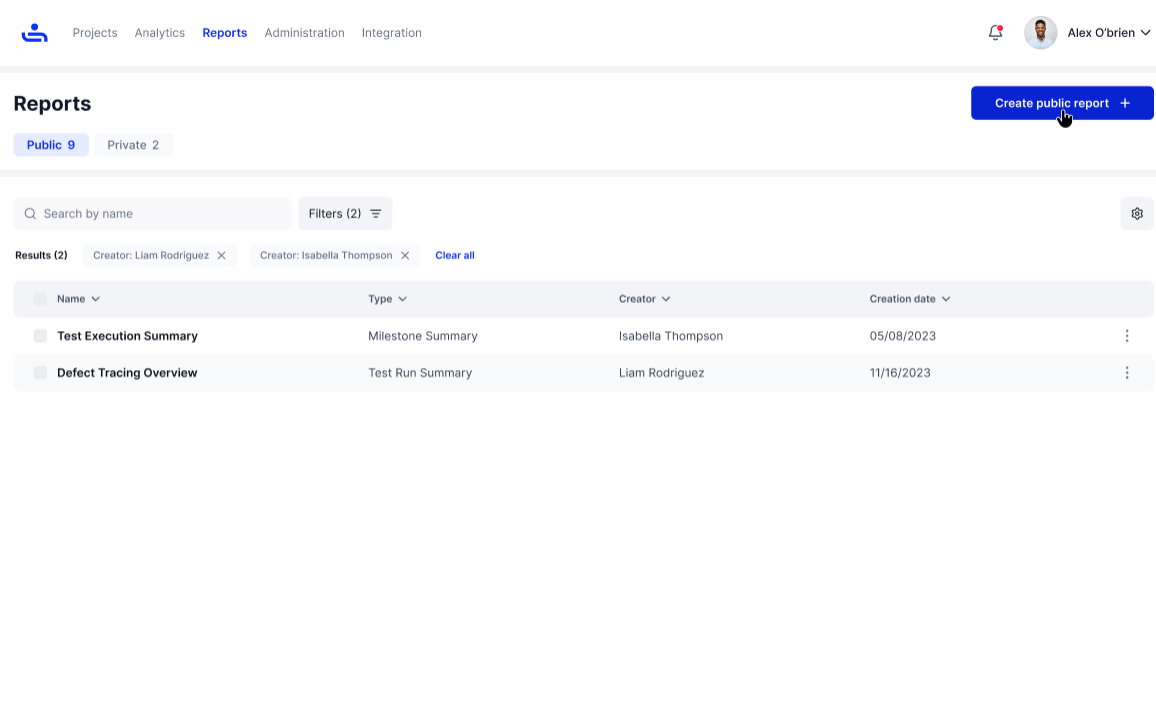 Projects Analytics Reports Administration Integration Alex O'brien
Reports
Create public report +
Public 9 Private 2
Search by name Filters (2)
Results (2) Creator: Liam Rodriguez Creator: Isabella Thompson Clear all
Name Type Creator Creation date
Test Execution Summary Milestone Summary Isabella Thompson 05/08/2023
Defect Tracing Overview Test Run Summary Liam Rodriguez 11/16/2023